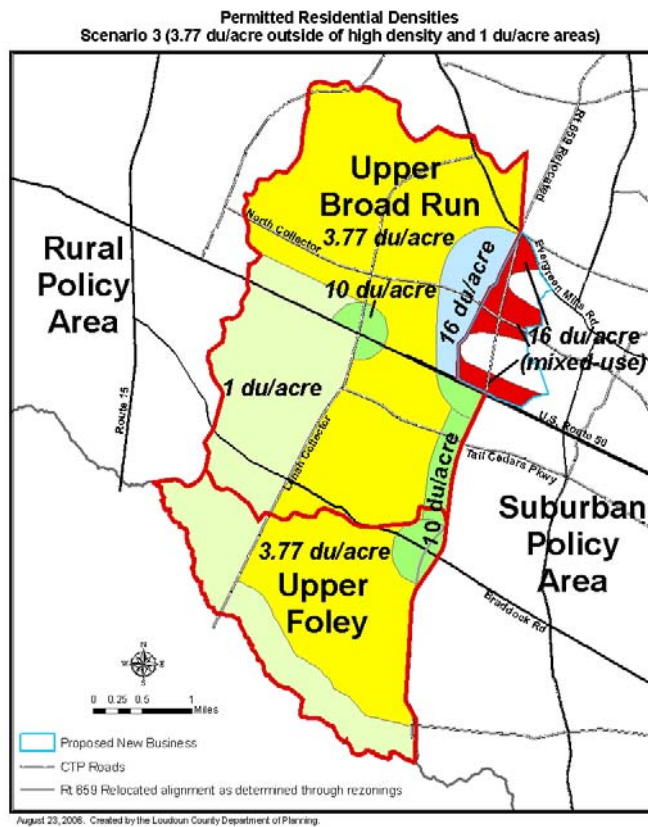 Permitted Residential Densities
Scenario 3 (3.77 du/acre outside of high density and 1 du/acre areas)
Rt 659 Relocated
Upper
Broad Run
3.77 du/acre
North Collector
Rural
Policy
Area
Evergreen Mills Rd
10 du/acre
16 du/acre
16 du/acre
(mixed-use)
1 du/acre
Route 15
U.S. Route 50
Lenah Collector
Tall Cedars Pkwy
10 du/acre
Suburban
Policy
Area
3.77 du/acre
Upper
Foley
Braddock Rd
N
W E
S
0 0.25 0.5 1
Miles
Proposed New Business
CTP Roads
Rt 659 Relocated alignment as determined through rezonings
August 23, 2006. Created by the Loudoun County Department of Planning.